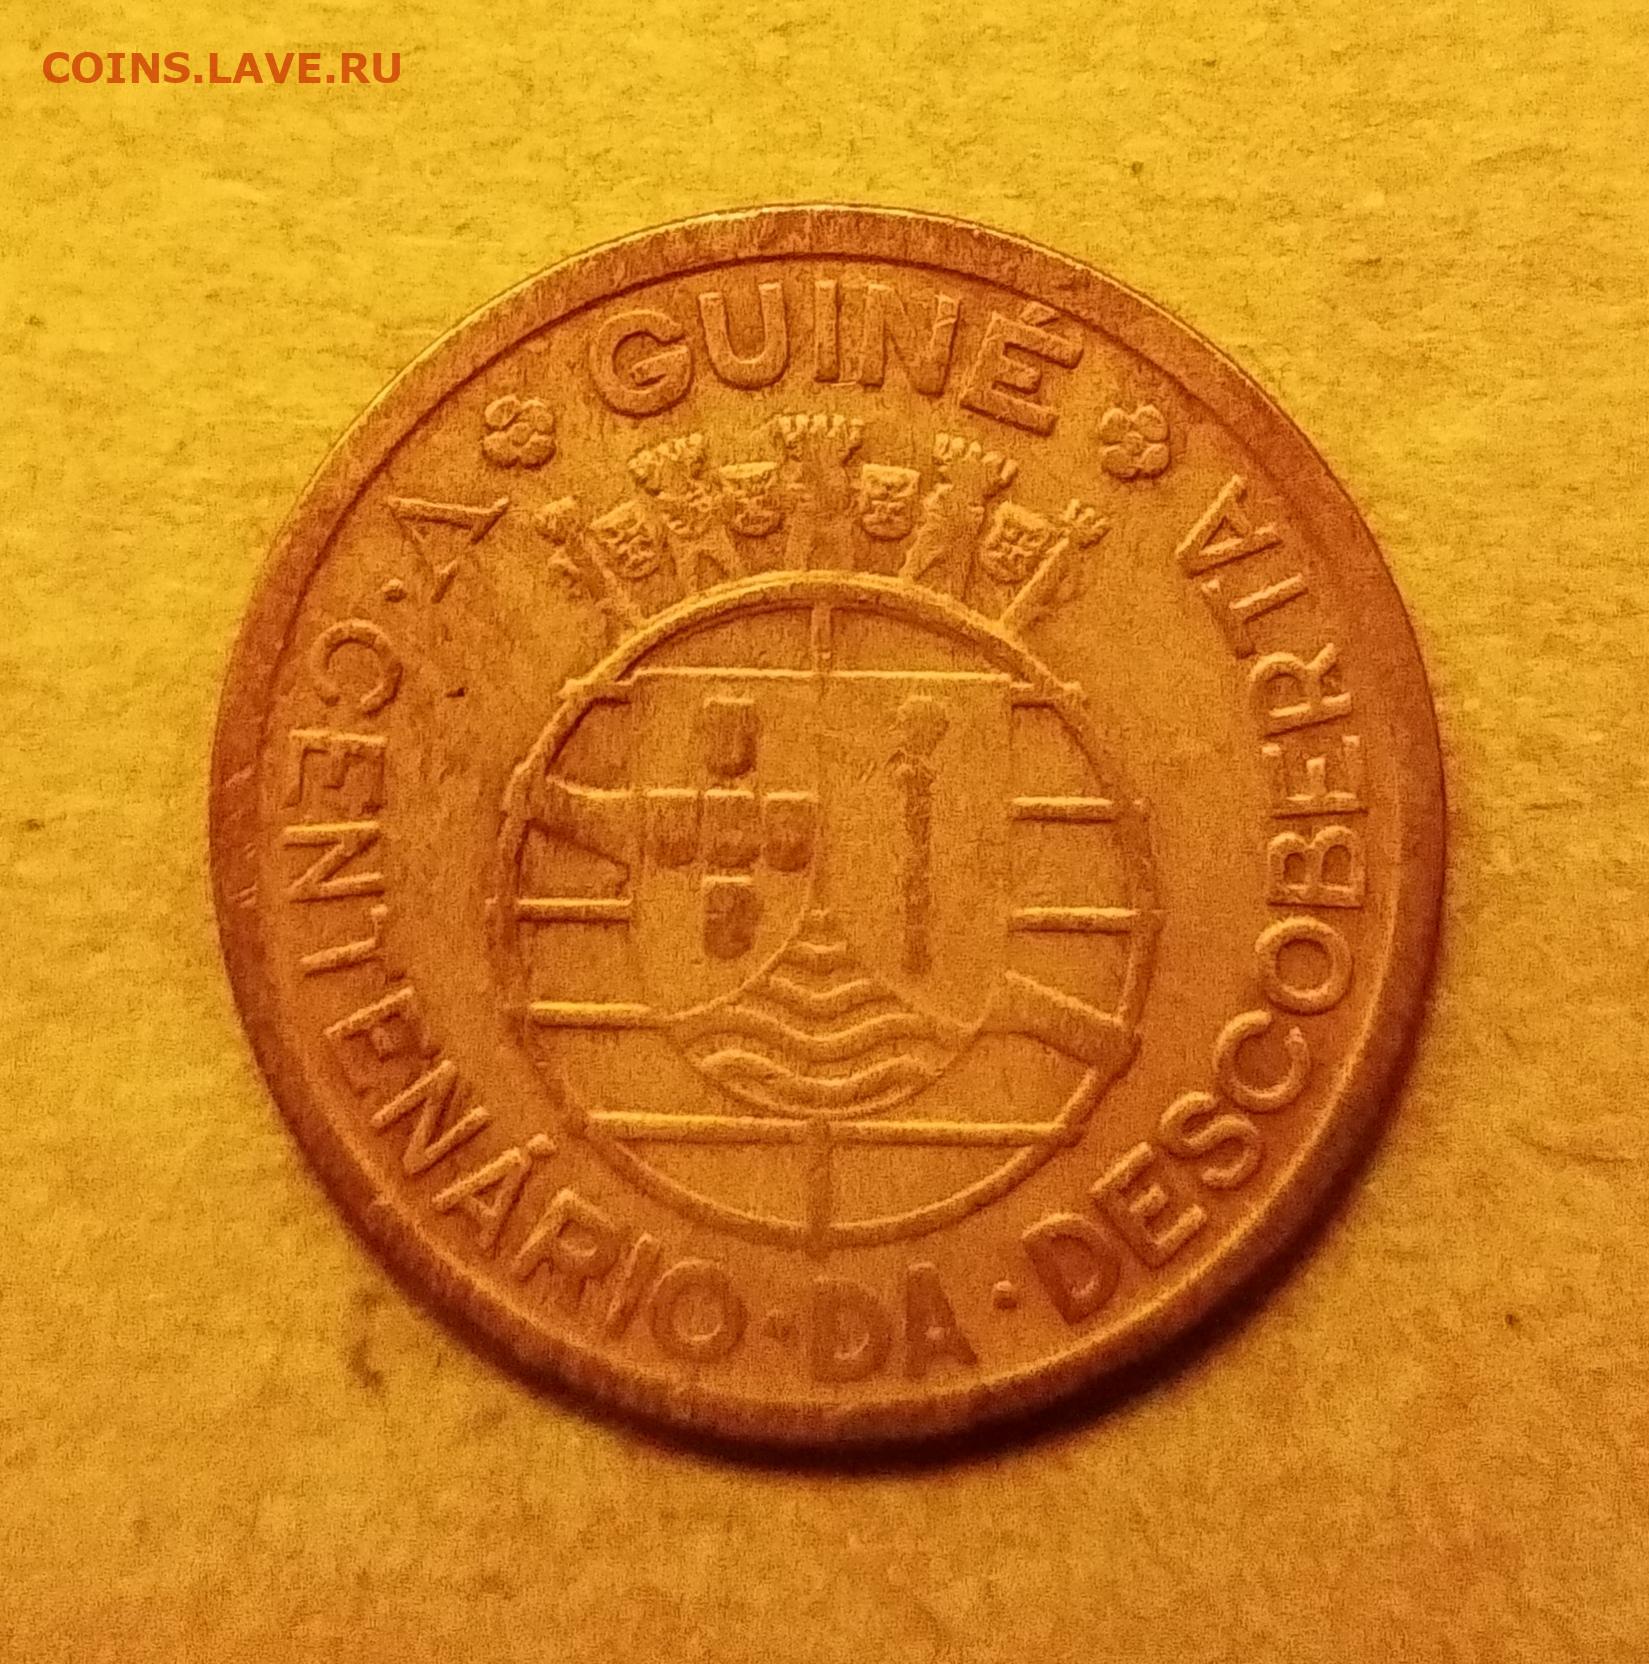 COINS.LAVE.RU
GUINÉ
V · CENTENÁRIO · DA · DESCOBERTA